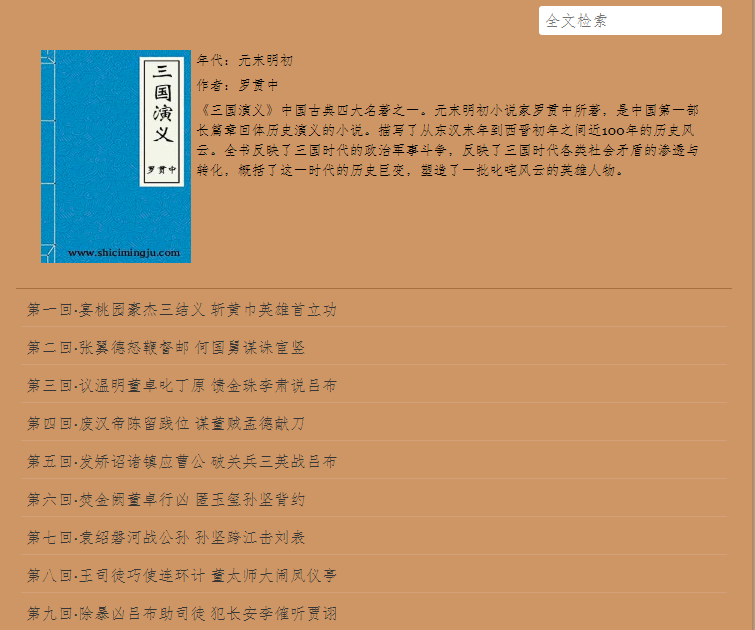 全文检索
三国演义
罗贯中
www.shicimingju.com
年代：元末明初
作者：罗贯中
《三国演义》中国古典四大名著之一。元末明初小说家罗贯中所著，是中国第一部
长篇章回体历史演义的小说。描写了从东汉末年到西晋初年之间近100年的历史风
云。全书反映了三国时代的政治军事斗争，反映了三国时代各类社会矛盾的渗透与
转化，概括了这一时代的历史巨变，塑造了一批叱咤风云的英雄人物。
第一回·宴桃园豪杰三结义 斩黄巾英雄首立功
第二回·张翼德怒鞭督邮 何国舅谋诛宦竖
第三回·议温明董卓叱丁原 馈金珠李肃说吕布
第四回·废汉帝陈留践位 谋董贼孟德献刀
第五回·发矫诏诸镇应曹公 破关兵三英战吕布
第六回·焚金阙董卓行凶 匿玉玺孙坚背约
第七回·袁绍磐河战公孙 孙坚跨江击刘表
第八回·王司徒巧使连环计 董太师大闹凤仪亭
第九回·除暴凶吕布助司徒 犯长安李傕听贾诩